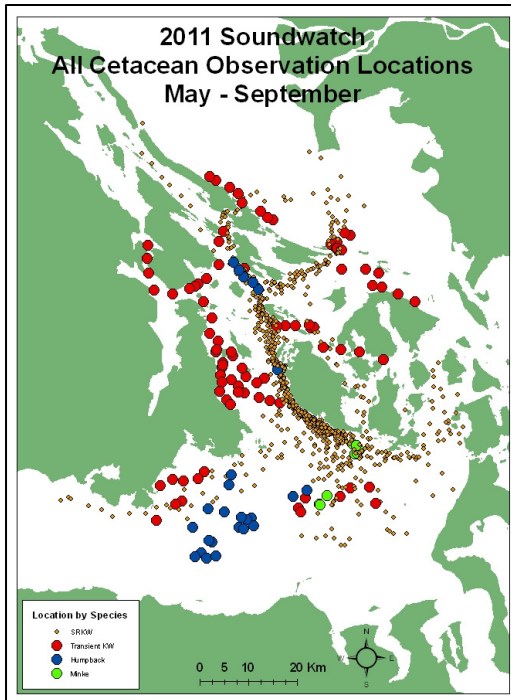 2011 Soundwatch
All Cetacean Observation Locations
May - September
Location by Species
SRKW
Transient KW
Humpback
Minke
0 5 10 20 Km
N
W E
S